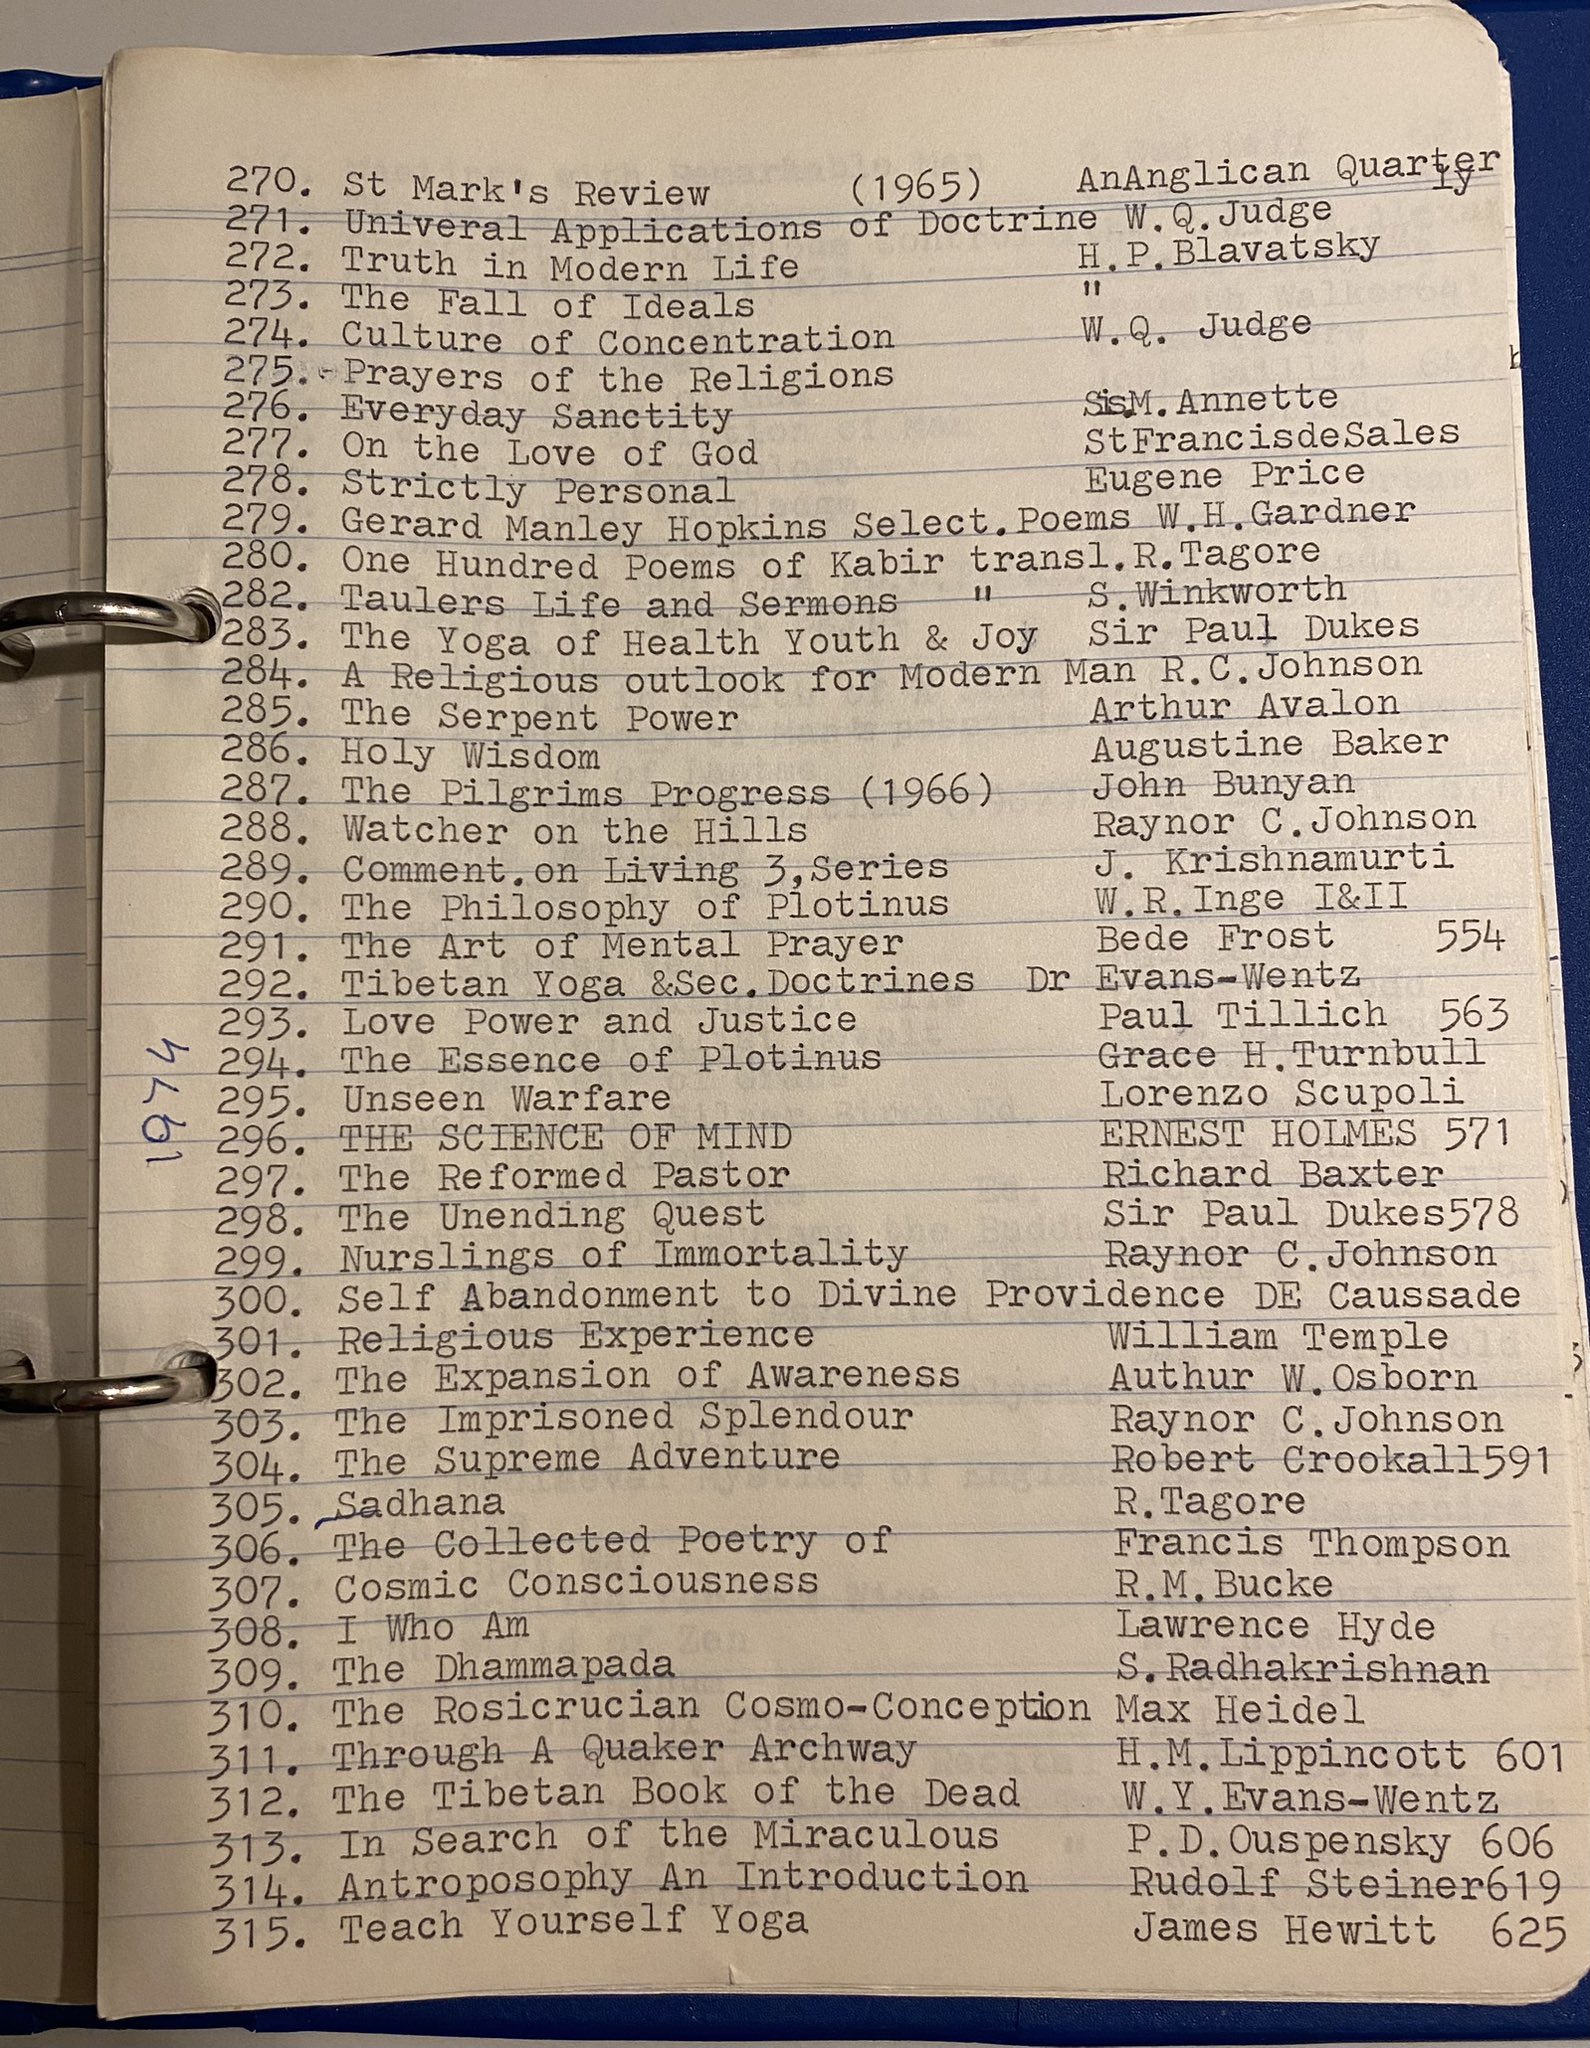 270. St Mark's Review (1965) AnAnglican Quarterly
271. Univeral Applications of Doctrine W.Q.Judge
272. Truth in Modern Life H.P.Blavatsky
273. The Fall of Ideals "
274. Culture of Concentration W.Q. Judge
275. Prayers of the Religions
276. Everyday Sanctity Sis.M.Annette
277. On the Love of God StFrancisdeSales
278. Strictly Personal Eugene Price
279. Gerard Manley Hopkins Select.Poems W.H.Gardner
280. One Hundred Poems of Kabir transl.R.Tagore
282. Taulers Life and Sermons " S.Winkworth
283. The Yoga of Health Youth & Joy Sir Paul Dukes
284. A Religious outlook for Modern Man R.C.Johnson
285. The Serpent Power Arthur Avalon
286. Holy Wisdom Augustine Baker
287. The Pilgrims Progress (1966) John Bunyan
288. Watcher on the Hills Raynor C.Johnson
289. Comment.on Living 3,Series J. Krishnamurti
290. The Philosophy of Plotinus W.R.Inge I&II
291. The Art of Mental Prayer Bede Frost 554
292. Tibetan Yoga &Sec.Doctrines Dr Evans-Wentz
293. Love Power and Justice Paul Tillich 563
294. The Essence of Plotinus Grace H.Turnbull
295. Unseen Warfare Lorenzo Scupoli
1974
296. THE SCIENCE OF MIND ERNEST HOLMES 571
297. The Reformed Pastor Richard Baxter
298. The Unending Quest Sir Paul Dukes578
299. Nurslings of Immortality Raynor C.Johnson
300. Self Abandonment to Divine Providence DE Caussade
301. Religious Experience William Temple
302. The Expansion of Awareness Authur W.Osborn
303. The Imprisoned Splendour Raynor C.Johnson
304. The Supreme Adventure Robert Crookall591
305. Sadhana R.Tagore
306. The Collected Poetry of Francis Thompson
307. Cosmic Consciousness R.M.Bucke
308. I Who Am Lawrence Hyde
309. The Dhammapada S.Radhakrishnan
310. The Rosicrucian Cosmo-Conception Max Heidel
311. Through A Quaker Archway H.M.Lippincott 601
312. The Tibetan Book of the Dead W.Y.Evans-Wentz
313. In Search of the Miraculous P.D.Ouspensky 606
314. Antroposophy An Introduction Rudolf Steiner619
315. Teach Yourself Yoga James Hewitt 625